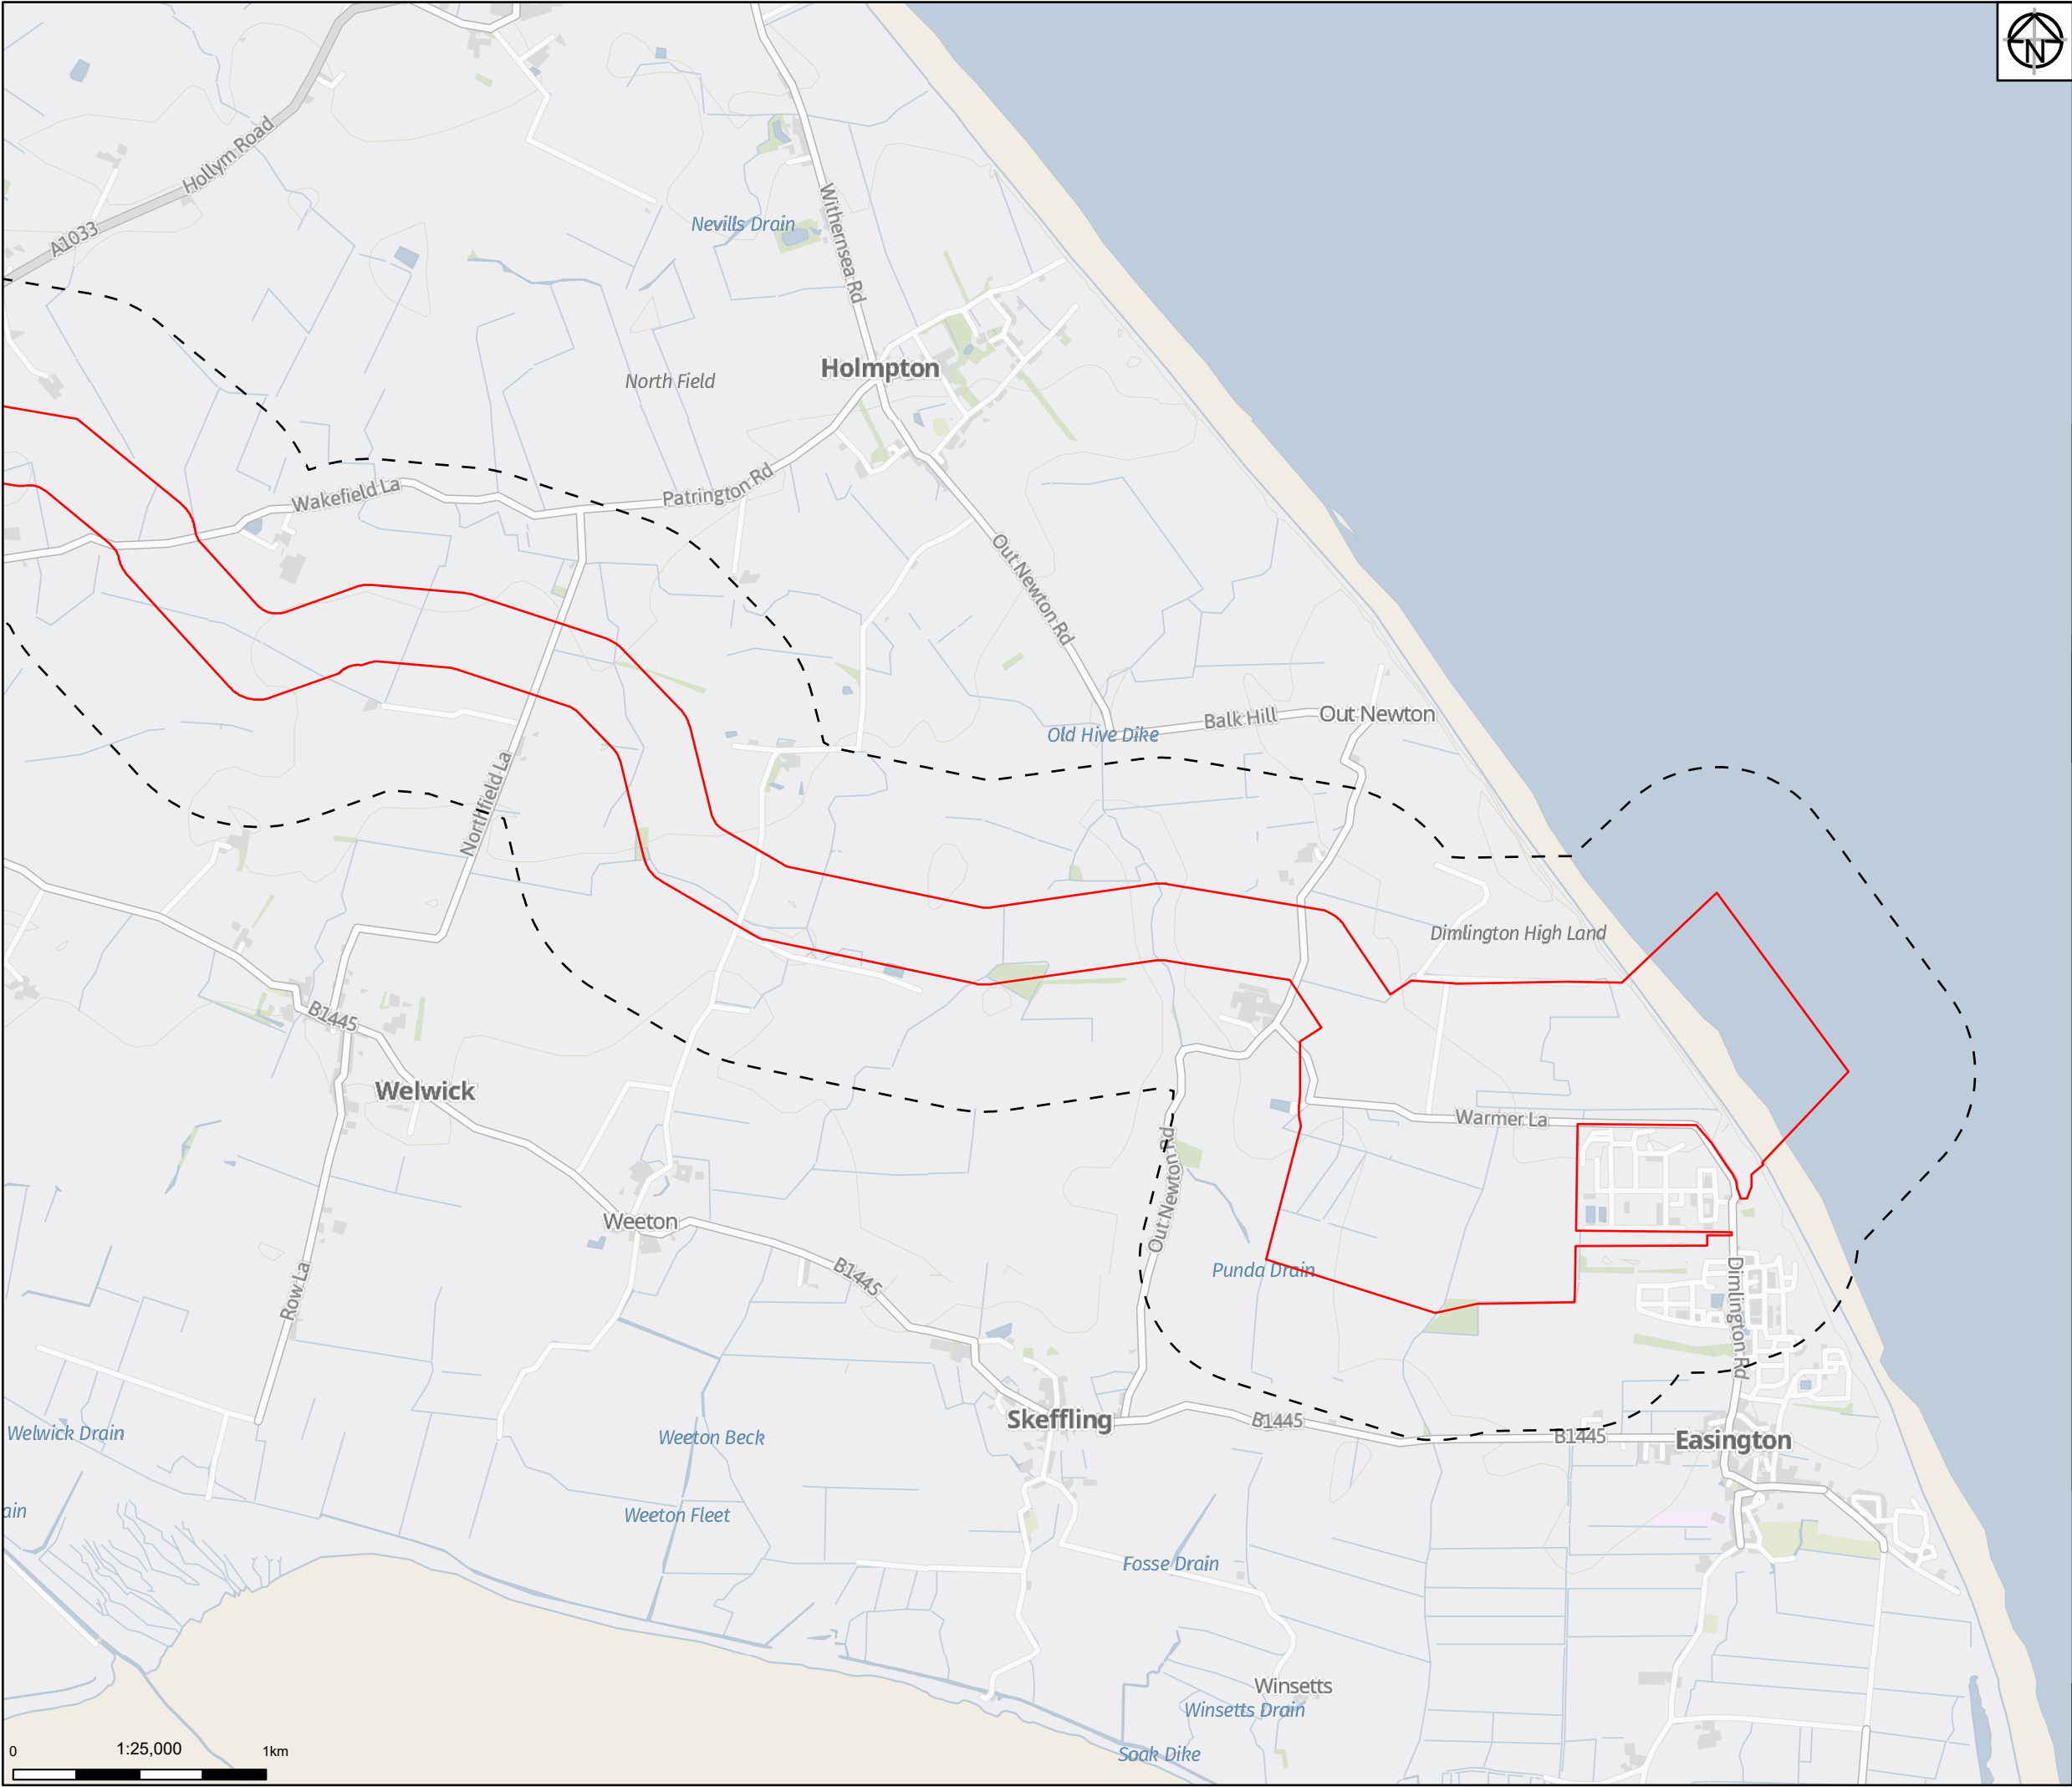 N
Hollym Road
A1033
Nevills Drain
Withernsea Rd
Holmpton
North Field
Wakefield La
Patrington Rd
Out Newton Rd
Out Newton
Balk Hill
Old Hive Dike
Northfield La
Dimlington High Land
B1445
Welwick
Warmer La
Out Newton Rd
Weeton
Punda Drain
B1445
Row La
Dimlington Rd
Skeffling
B1445
B1445
Easington
Welwick Drain
Weeton Beck
ain
Weeton Fleet
Fosse Drain
Winsetts
Winsetts Drain
Soak Dike
0 1:25,000 1km